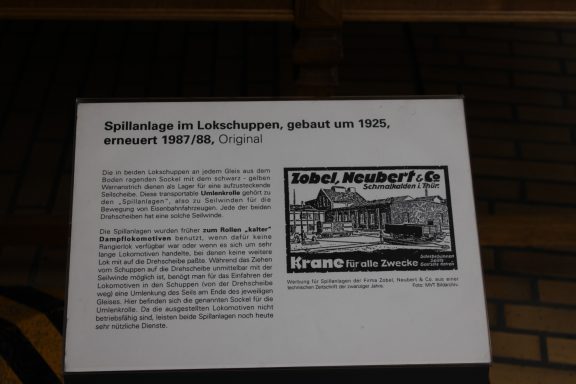 Spillanlage im Lokschuppen, gebaut um 1925,
erneuert 1987/88, Original
Die in beiden Lokschuppen an jedem Gleis aus dem
Boden ragenden Sockel mit dem schwarz - gelben
Warnanstrich dienen als Lager für eine aufzusteckende
Seilscheibe. Diese transportable Umlenkrolle gehört zu
den „Spillanlagen", also zu Seilwinden für die
Bewegung von Eisenbahnfahrzeugen. Jede der beiden
Drehscheiben hat eine solche Seilwinde.
Die Spillanlagen wurden früher zum Rollen „kalter"
Dampflokomotiven benutzt, wenn dafür keine
Rangierlok verfügbar war oder wenn es sich um sehr
lange Lokomotiven handelte, bei denen keine weitere
Lok mit auf die Drehscheibe paßte. Während das Ziehen
vom Schuppen auf die Drehscheibe unmittelbar mit der
Seilwinde möglich ist, benötigt man für das Einfahren der
Lokomotiven in den Schuppen (von der Drehscheibe
weg) eine Umlenkung des Seils am Ende des jeweiligen
Gleises. Hier befinden sich die genannten Sockel für die
Umlenkrolle. Da die ausgestellten Lokomotiven nicht
betriebsfähig sind, leisten beide Spillanlagen noch heute
sehr nützliche Dienste.
Zobel, Neubert & Co
Schmalkalden i. Thür.
Krane für alle Zwecke
Werbung für Spillanlagen der Firma Zobel, Neubert & Co. aus einer
technischen Zeitschrift der zwanziger Jahre.
Foto: MVT Bildarchiv